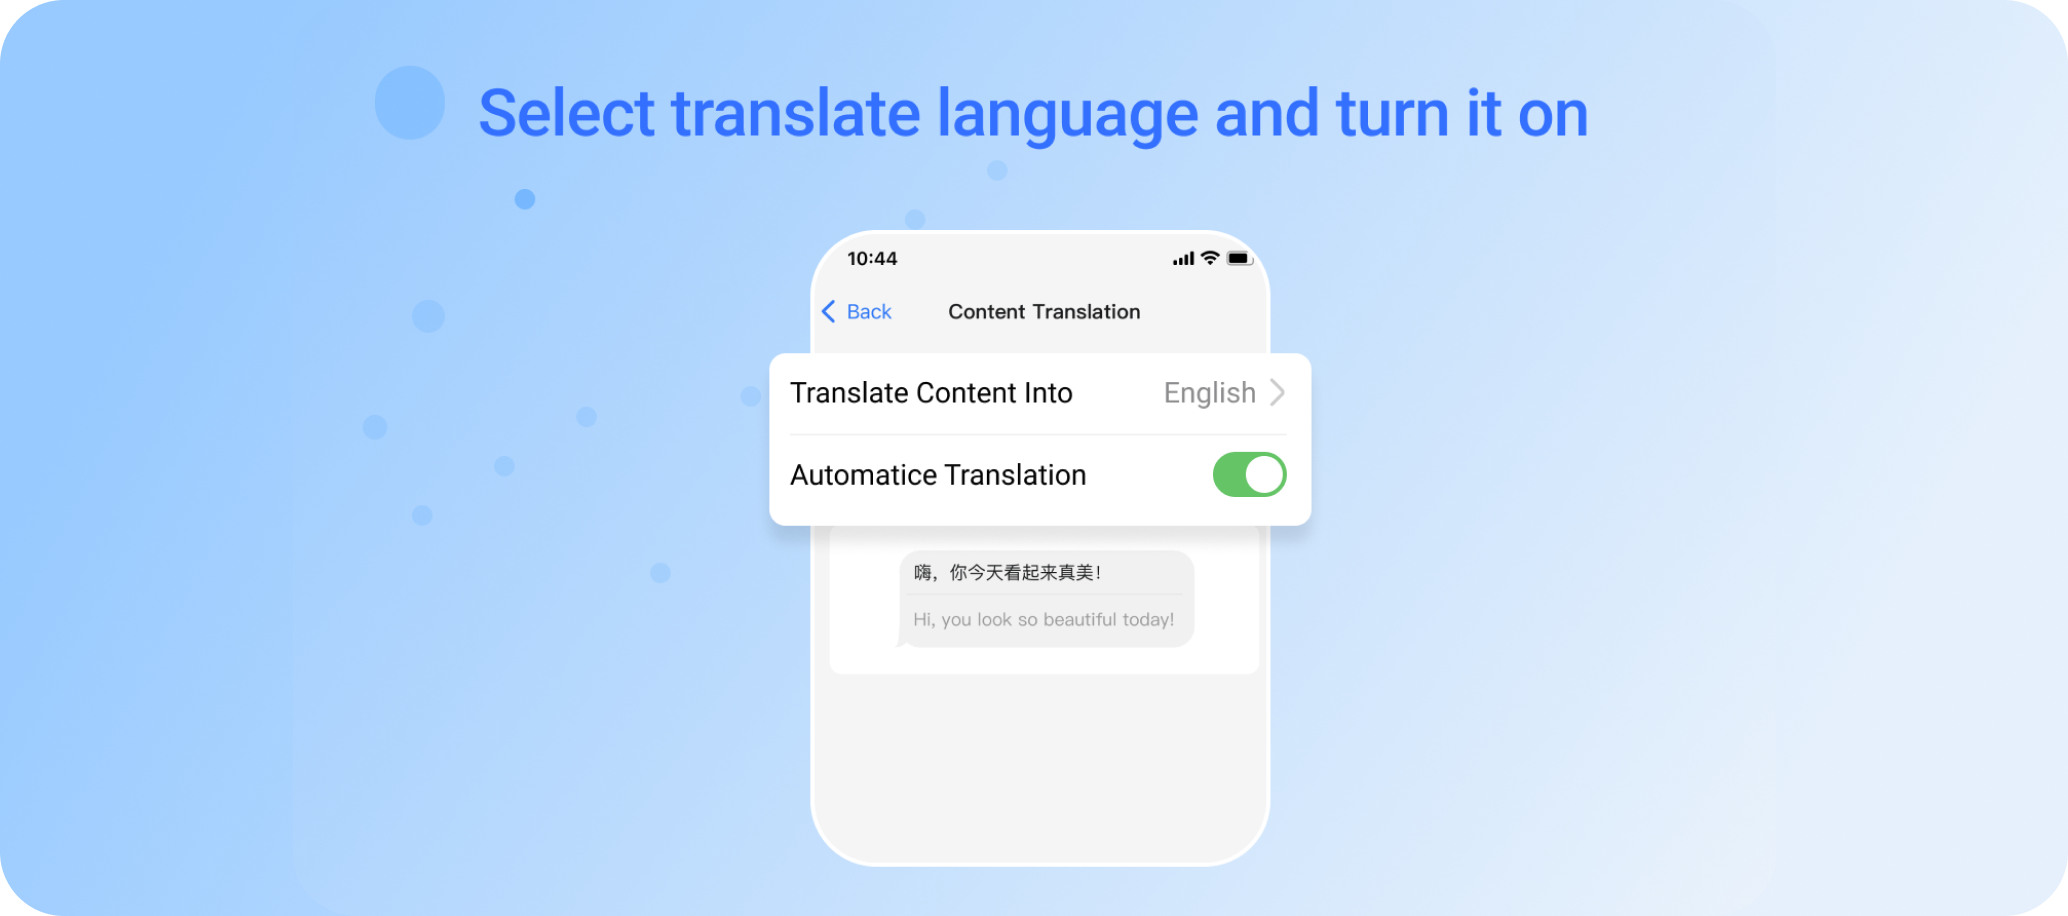 Select translate language and turn it on
10:44
Back
Content Translation
Translate Content Into
English
Automatice Translation
嗨，你今天看起来真美！
Hi, you look so beautiful today!